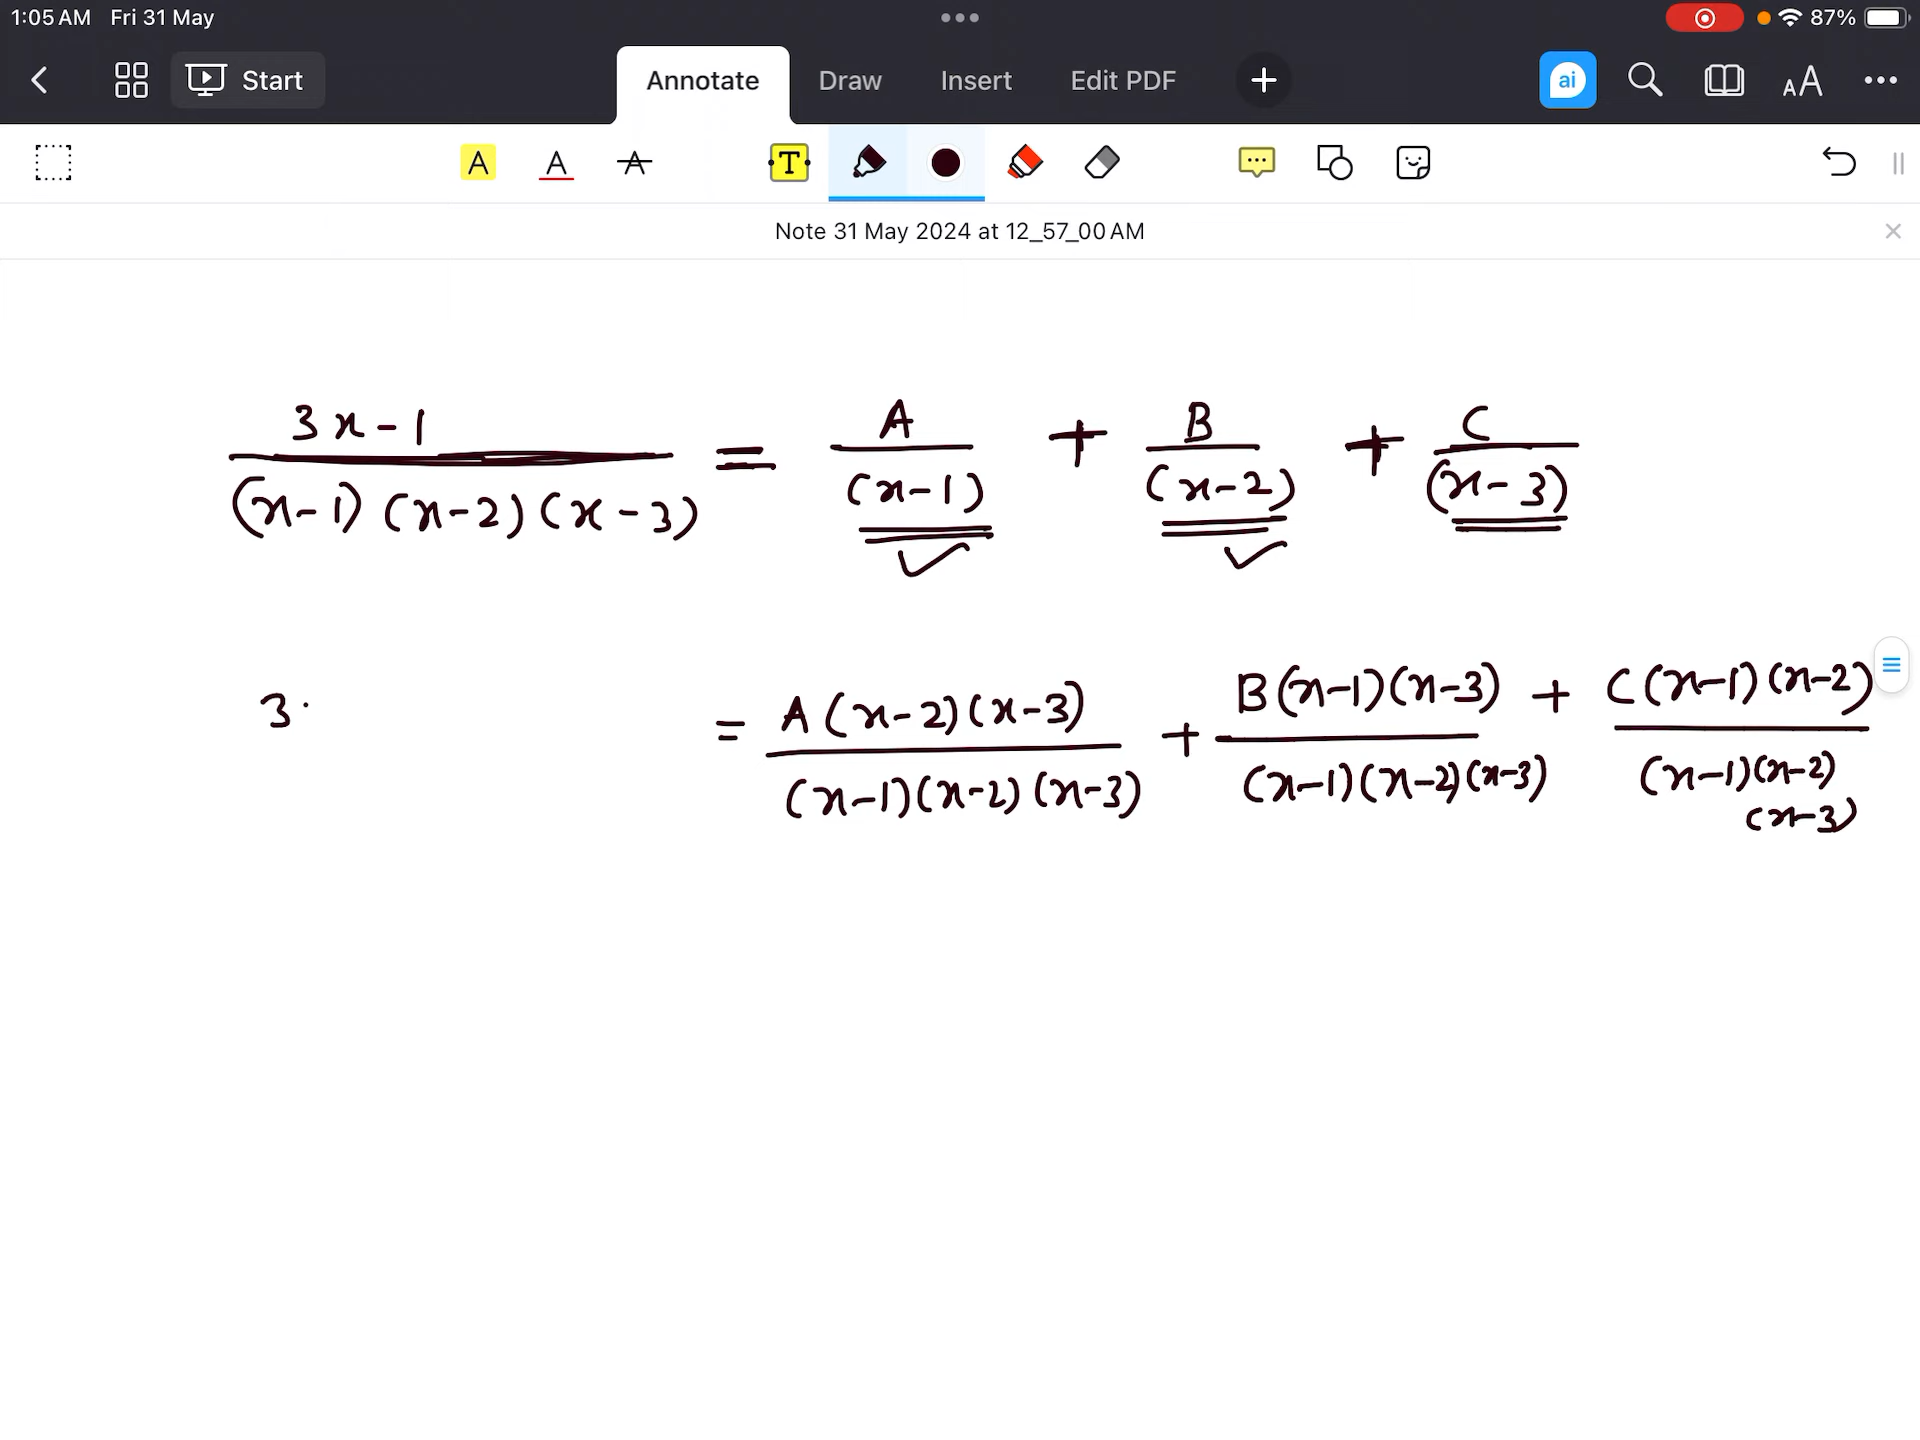 1:05 AM Fri 31 May 87%
Start Annotate Draw Insert Edit PDF ai AA
A A A T
Note 31 May 2024 at 12_57_00 AM
3x-1 = A + B + C
(x-1) (x-2) (x-3) (x-1) (x-2) (x-3)
3. = A(x-2)(x-3) + B(x-1)(x-3) + C(x-1)(x-2)
(x-1)(x-2)(x-3) (x-1)(x-2)(x-3) (x-1)(x-2)
(x-3)